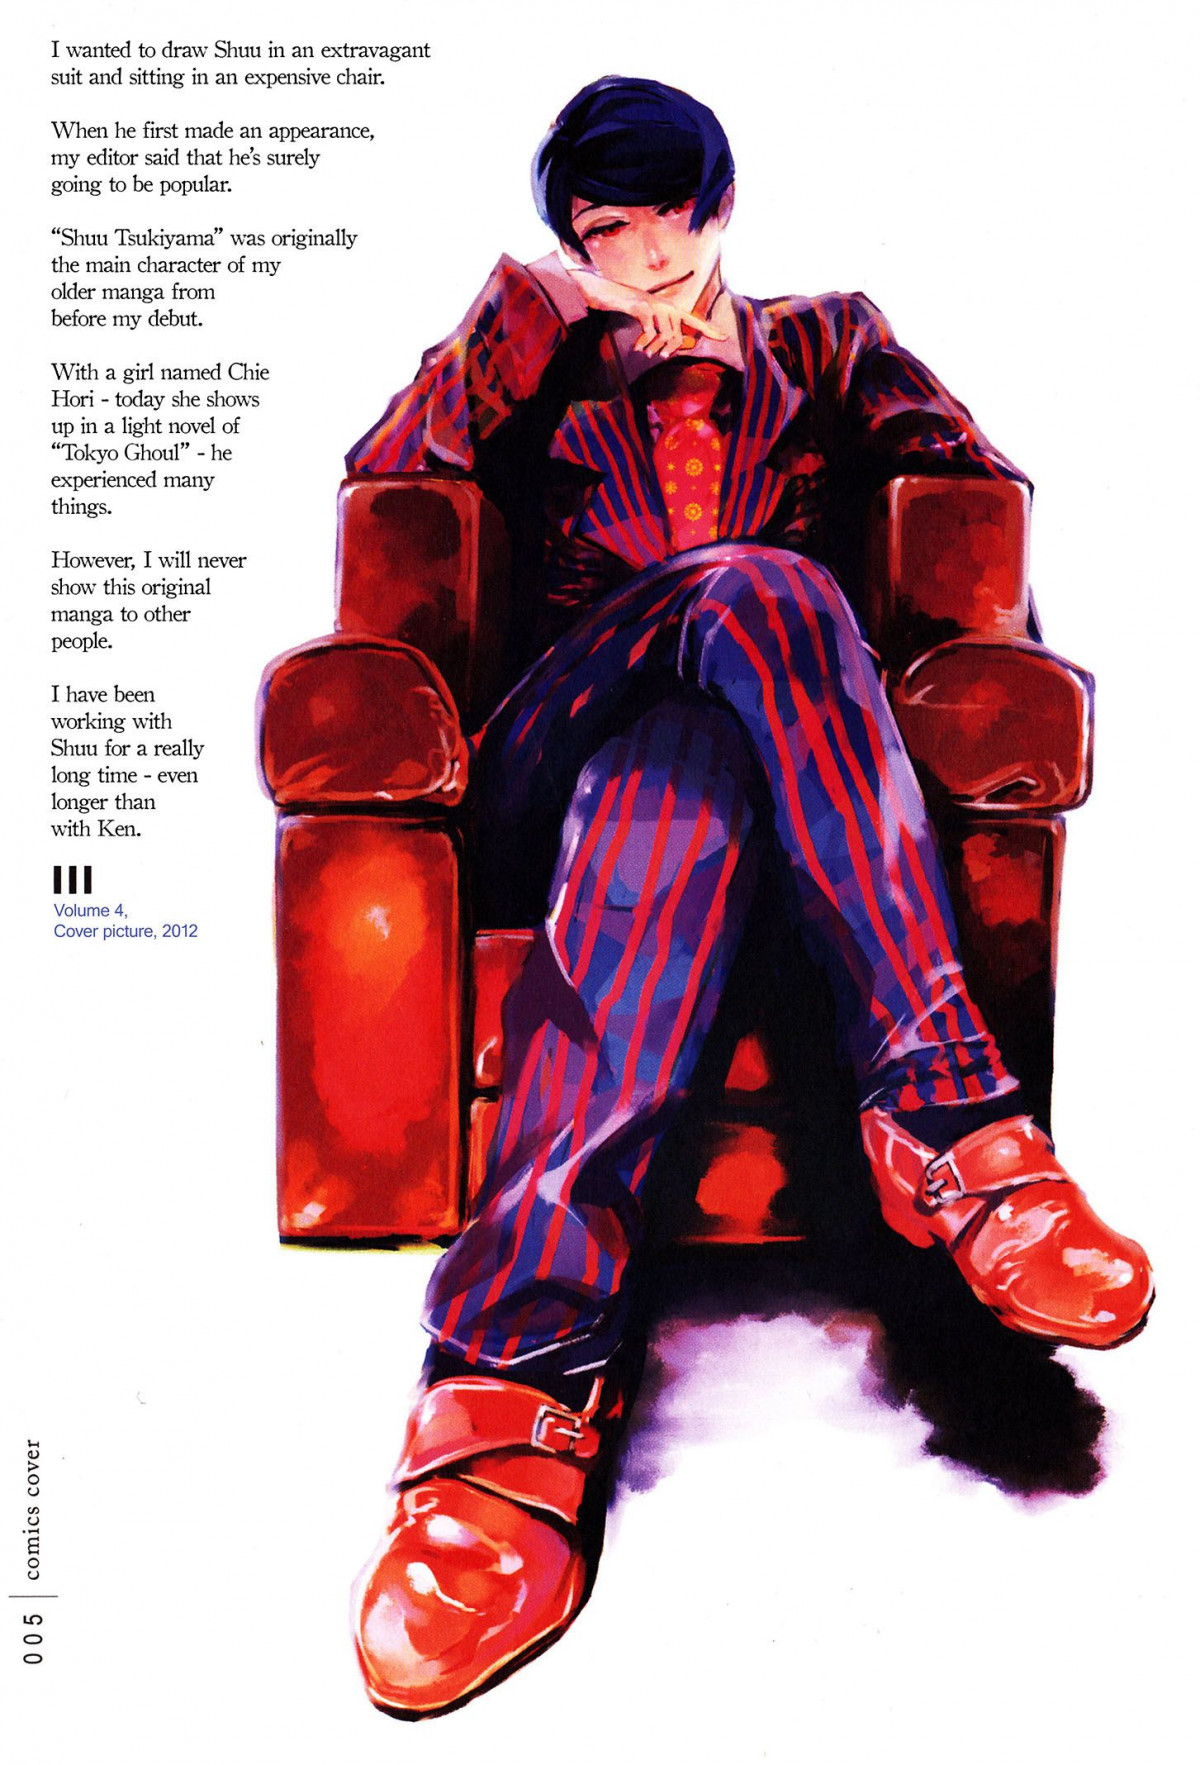 I wanted to draw Shuu in an extravagant
suit and sitting in an expensive chair.
When he first made an appearance,
my editor said that he's surely
going to be popular.
“Shuu Tsukiyama” was originally
the main character of my
older manga from
before my debut.
With a girl named Chie
Hori - today she shows
up in a light novel of
“Tokyo Ghoul” - he
experienced many
things.
However, I will never
show this original
manga to other
people.
I have been
working with
Shuu for a really
long time - even
longer than
with Ken.
III
Volume 4,
Cover picture, 2012
005 | comics cover